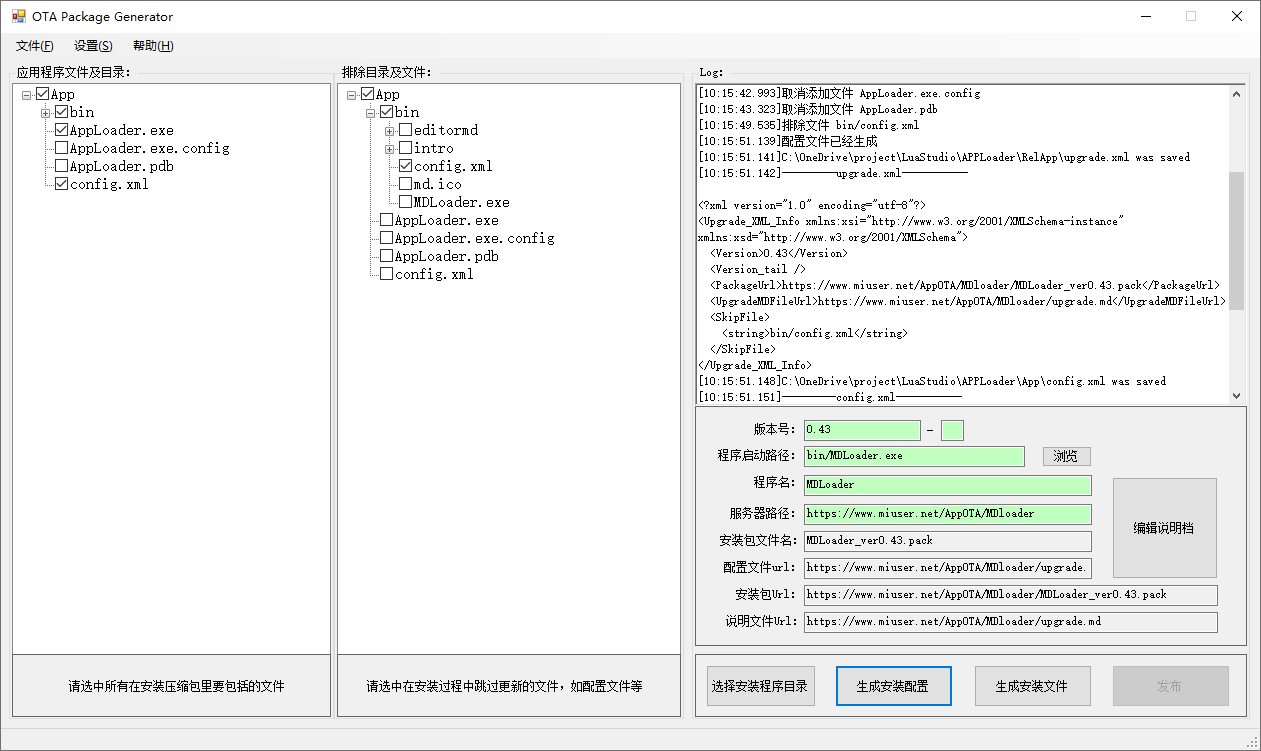 OTA Package Generator
文件(F) 设置(S) 帮助(H)
应用程序文件及目录:
App
bin
AppLoader.exe
AppLoader.exe.config
AppLoader.pdb
config.xml
请选中所有在安装压缩包里要包括的文件
排除目录及文件:
App
bin
editormd
intro
config.xml
md.ico
MDLoader.exe
AppLoader.exe
AppLoader.exe.config
AppLoader.pdb
config.xml
请选中在安装过程中跳过更新的文件，如配置文件等
Log:
[10:15:42.993]取消添加文件 AppLoader.exe.config
[10:15:43.323]取消添加文件 AppLoader.pdb
[10:15:49.535]排除文件 bin/config.xml
[10:15:51.139]配置文件已经生成
[10:15:51.141]C:\OneDrive\project\LuaStudio\APPLoader\RelApp\upgrade.xml was saved
[10:15:51.142]---------upgrade.xml-----------
<?xml version="1.0" encoding="utf-8"?>
<Upgrade_XML_Info xmlns:xsi="http://www.w3.org/2001/XMLSchema-instance"
xmlns:xsd="http://www.w3.org/2001/XMLSchema">
<Version>0.43</Version>
<Version_tail />
<PackageUrl>https://www.miuser.net/AppOTA/MDloader/MDLoader_ver0.43.pack</PackageUrl>
<UpgradeMDFileUrl>https://www.miuser.net/AppOTA/MDloader/upgrade.md</UpgradeMDFileUrl>
<SkipFile>
<string>bin/config.xml</string>
</SkipFile>
</Upgrade_XML_Info>
[10:15:51.148]C:\OneDrive\project\LuaStudio\APPLoader\App\config.xml was saved
[10:15:51.151]---------config.xml-----------
版本号: 0.43 -
程序启动路径: bin/MDLoader.exe 浏览
程序名: MDLoader
服务器路径: https://www.miuser.net/AppOTA/MDloader
安装包文件名: MDLoader_ver0.43.pack
配置文件url: https://www.miuser.net/AppOTA/MDloader/upgrade.
安装包Url: https://www.miuser.net/AppOTA/MDloader/MDLoader_ver0.43.pack
说明文件Url: https://www.miuser.net/AppOTA/MDloader/upgrade.md
编辑说明档
选择安装程序目录 生成安装配置 生成安装文件 发布